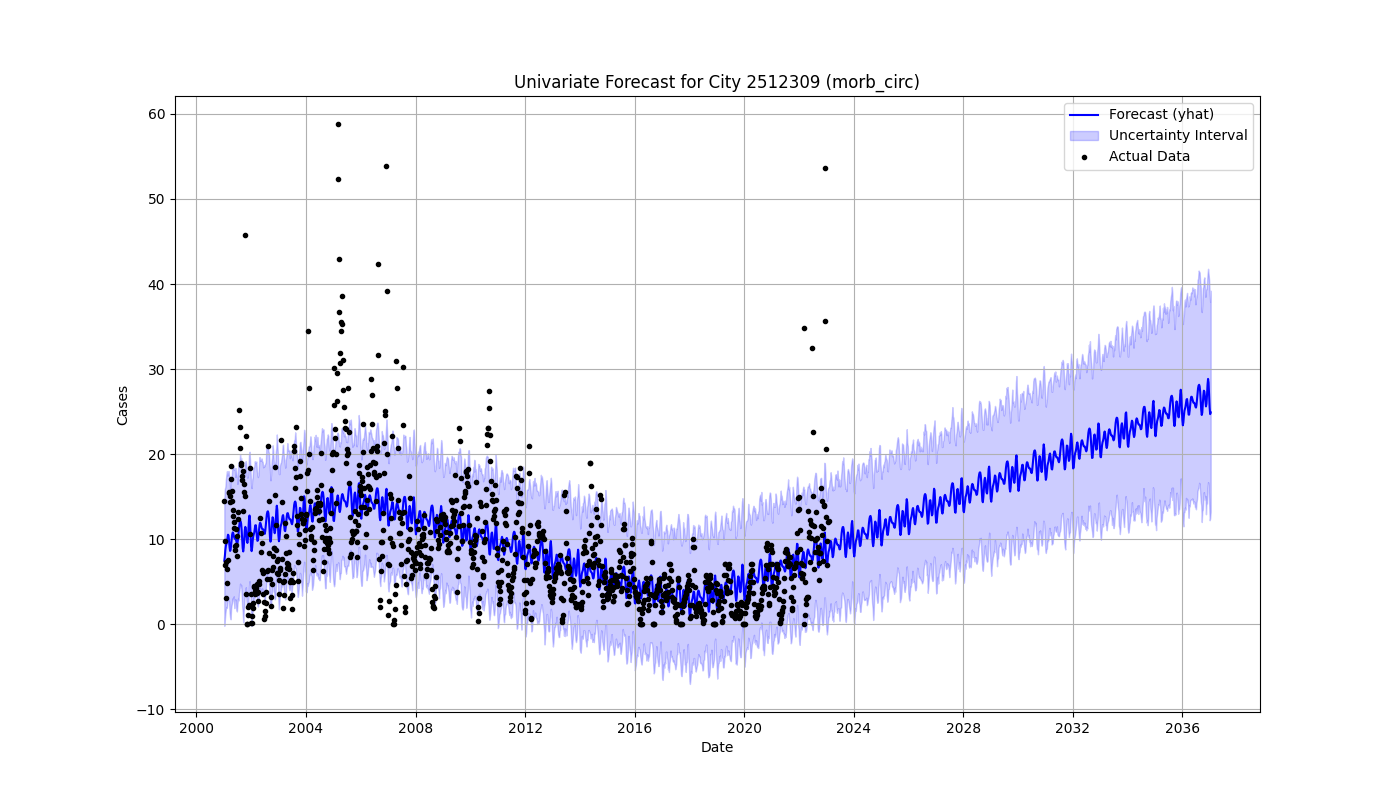 Univariate Forecast for City 2512309 (morb_circ)
Forecast (yhat)
Uncertainty Interval
Actual Data
Cases
60
50
40
30
20
10
0
−10
2000 2004 2008 2012 2016 2020 2024 2028 2032 2036
Date